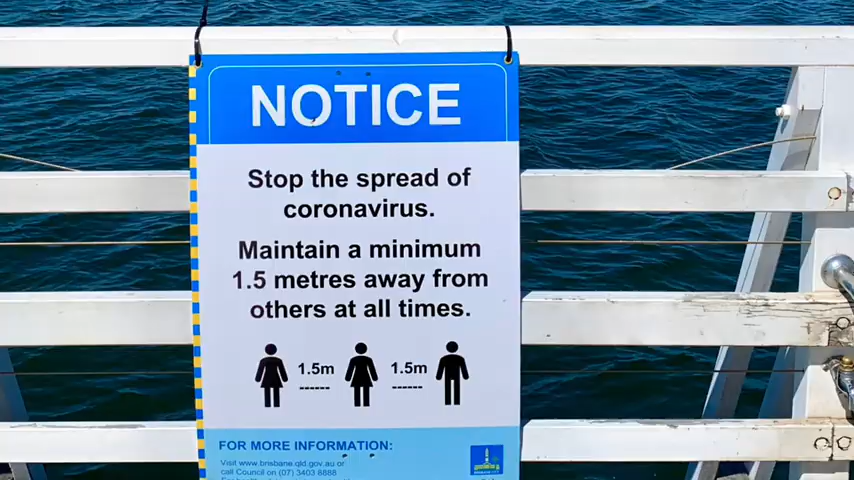 NOTICE
Stop the spread of
coronavirus.
Maintain a minimum
1.5 metres away from
others at all times.
1.5m 1.5m
FOR MORE INFORMATION:
Visit www.brisbane.qld.gov.au or
call Council on (07) 3403 8888